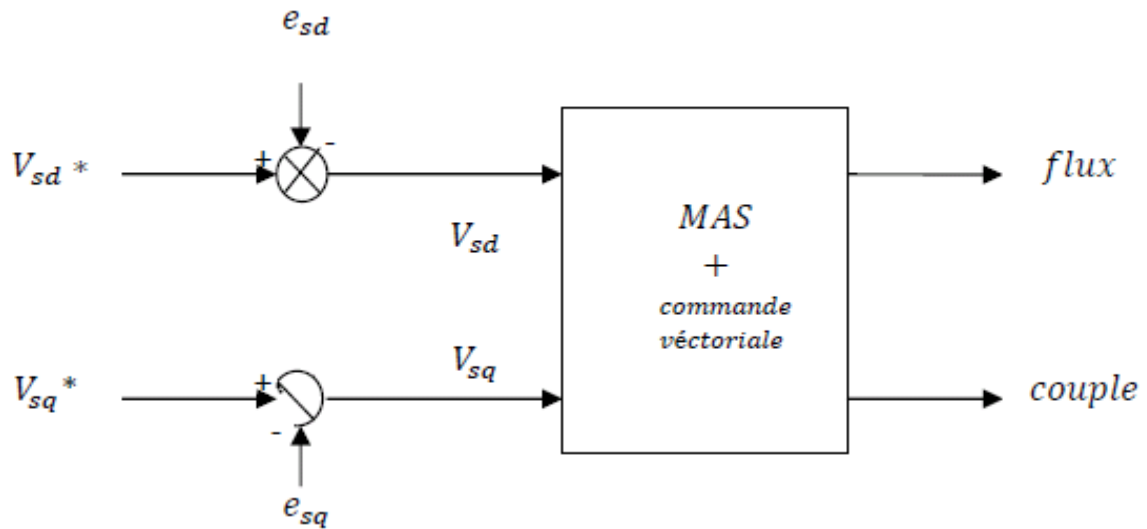 e_sd
+ -
V_sd * flux
V_sd
MAS
+
commande
véctoriale
V_sq
V_sq * + couple
-
e_sq